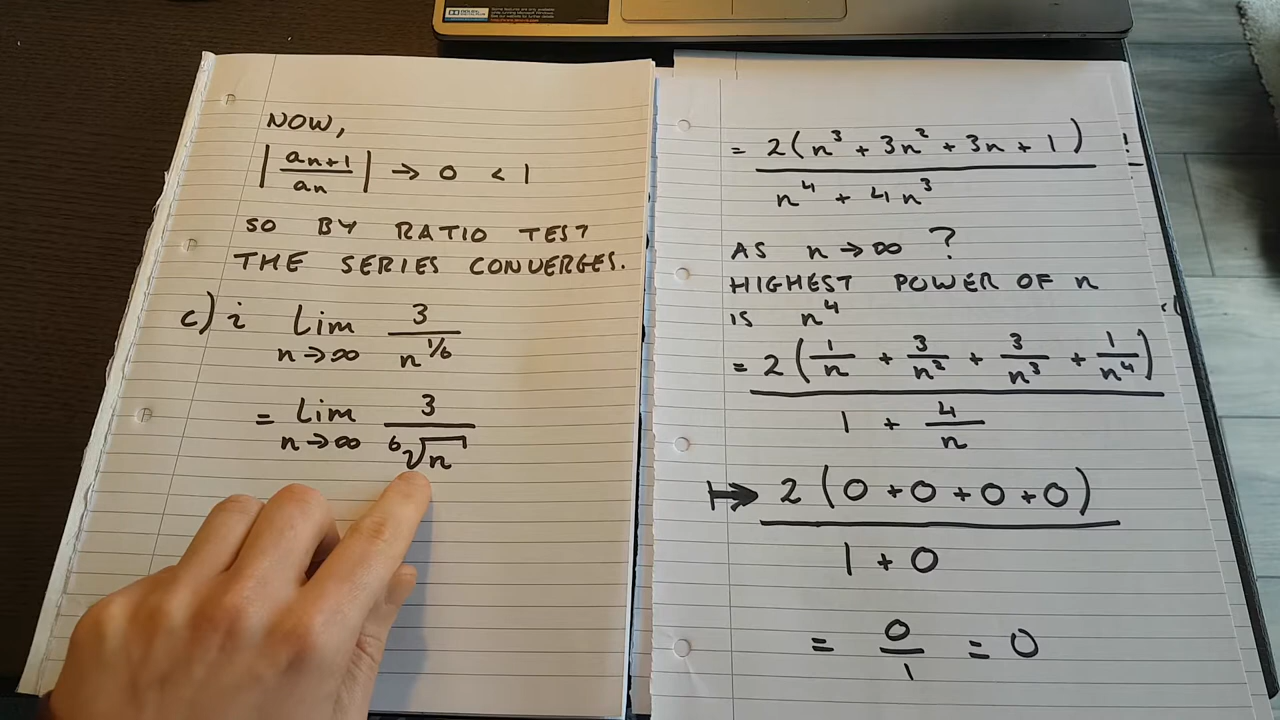 NOW,
| an+1 / an | → 0 < 1
SO BY RATIO TEST
THE SERIES CONVERGES.
c) i Lim n→∞ 3 / n^1/6
= Lim n→∞ 3 / ⁶√n
= 2(n³ + 3n² + 3n + 1) / n⁴ + 4n³
AS n→∞ ?
HIGHEST POWER OF n
IS n⁴
= 2(1/n + 3/n² + 3/n³ + 1/n⁴) / 1 + 4/n
↦ 2(0+0+0+0) / 1+0
= 0/1 = 0